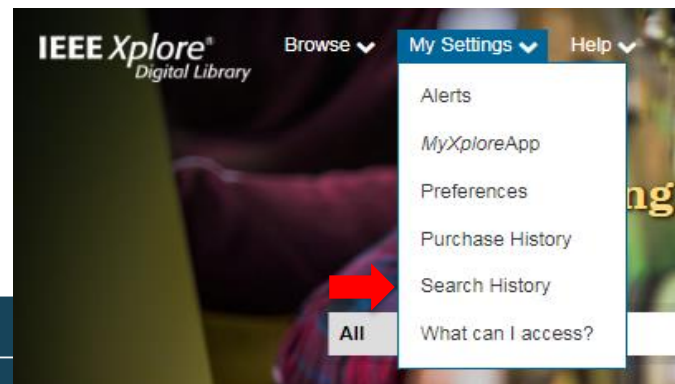 IEEE Xplore® Browse My Settings Help
Digital Library
Alerts
MyXploreApp
Preferences
ng
Purchase History
Search History
All What can I access?